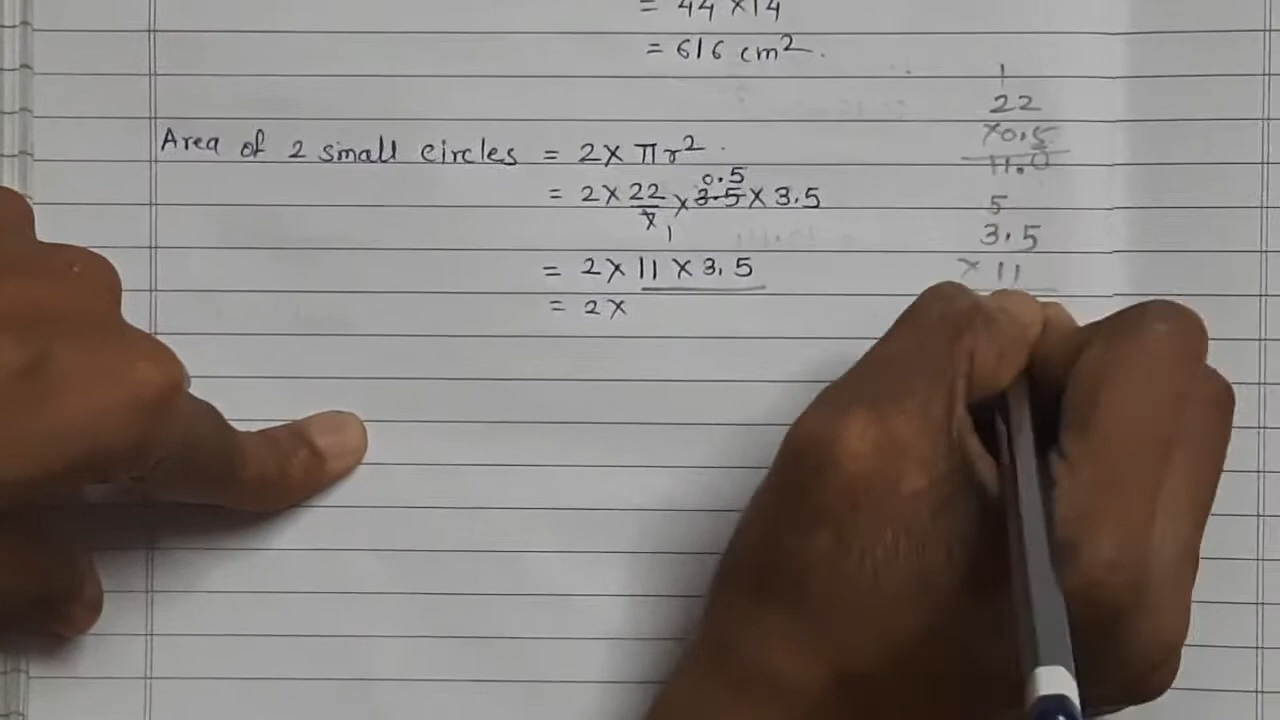 = 44 × 14
= 616 cm².
Area of 2 small circles = 2 × πr².
0.5
= 2 × 22/7 × 3.5 × 3.5
1
= 2 × 11 × 3.5
= 2 ×
1
22
×0.5
11.0
5
3.5
× 11